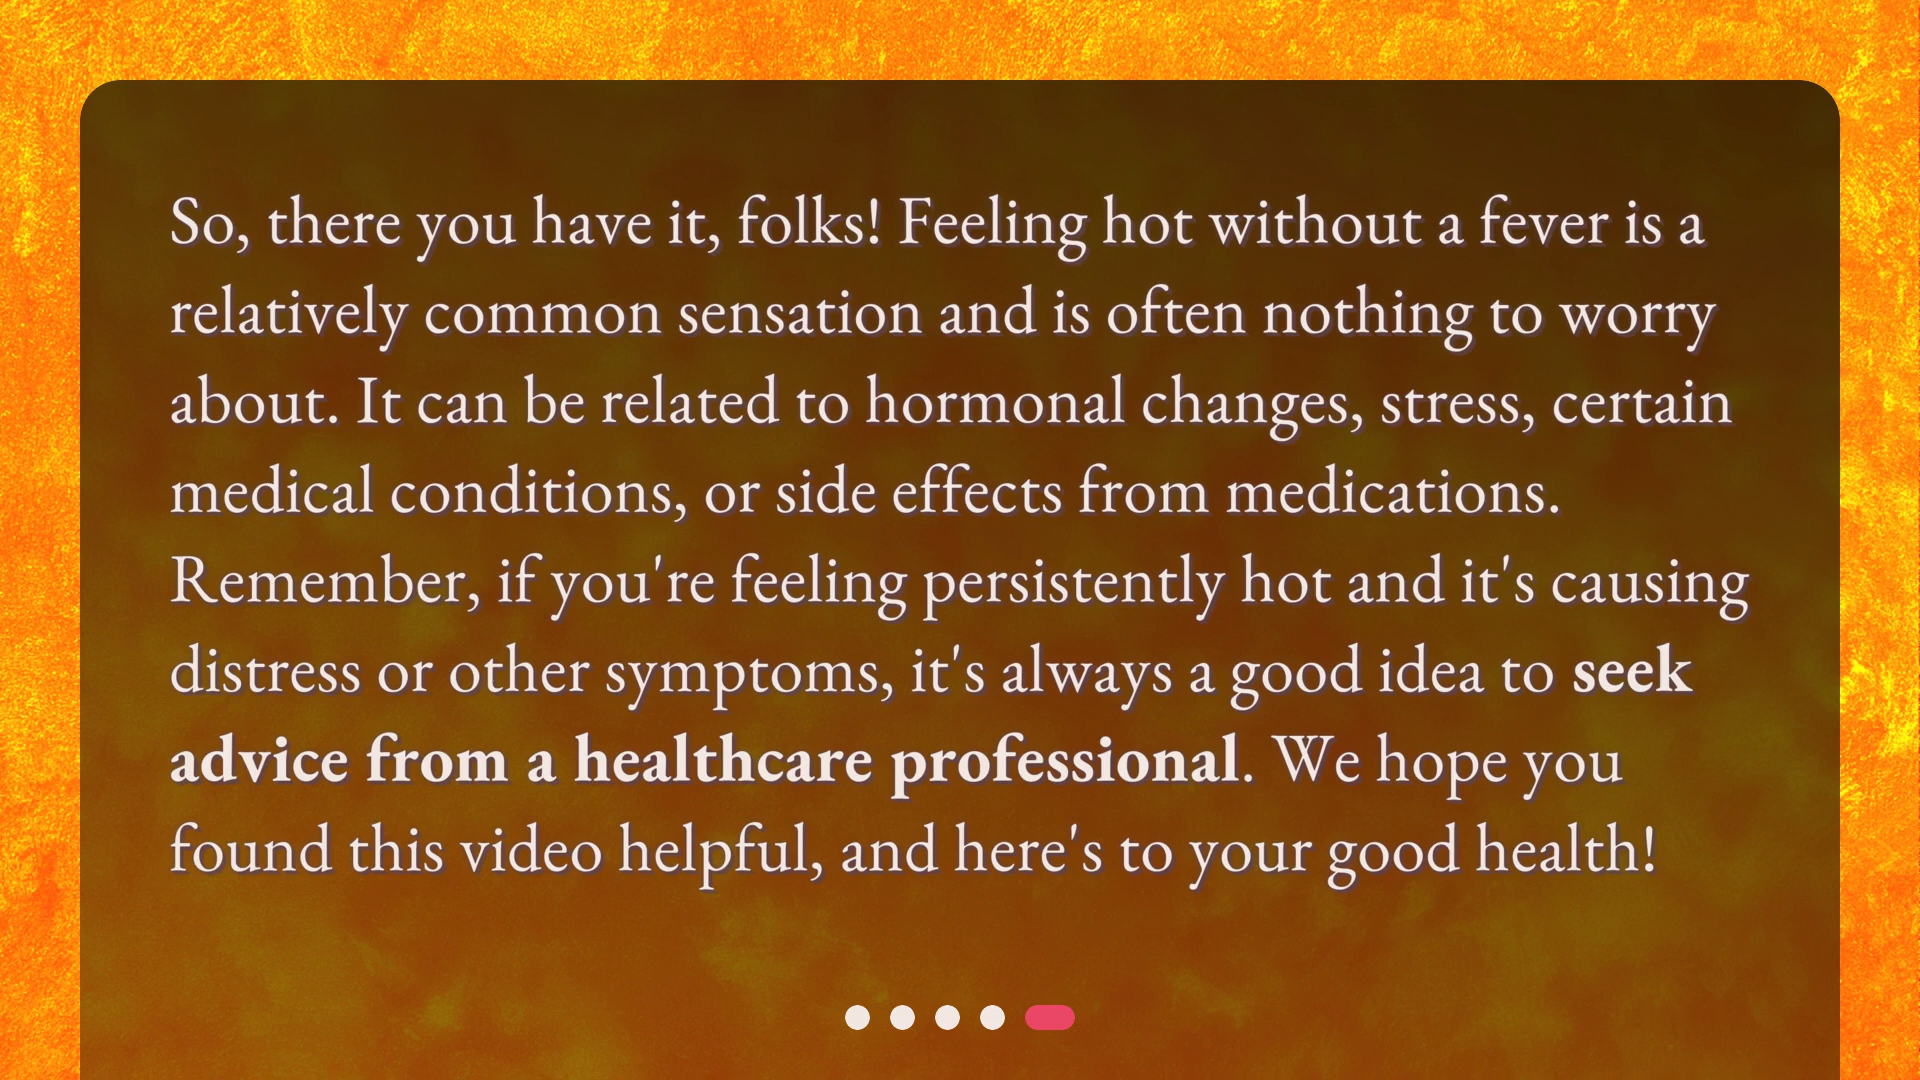 So, there you have it, folks! Feeling hot without a fever is a
relatively common sensation and is often nothing to worry
about. It can be related to hormonal changes, stress, certain
medical conditions, or side effects from medications.
Remember, if you're feeling persistently hot and it's causing
distress or other symptoms, it's always a good idea to seek
advice from a healthcare professional. We hope you
found this video helpful, and here's to your good health!